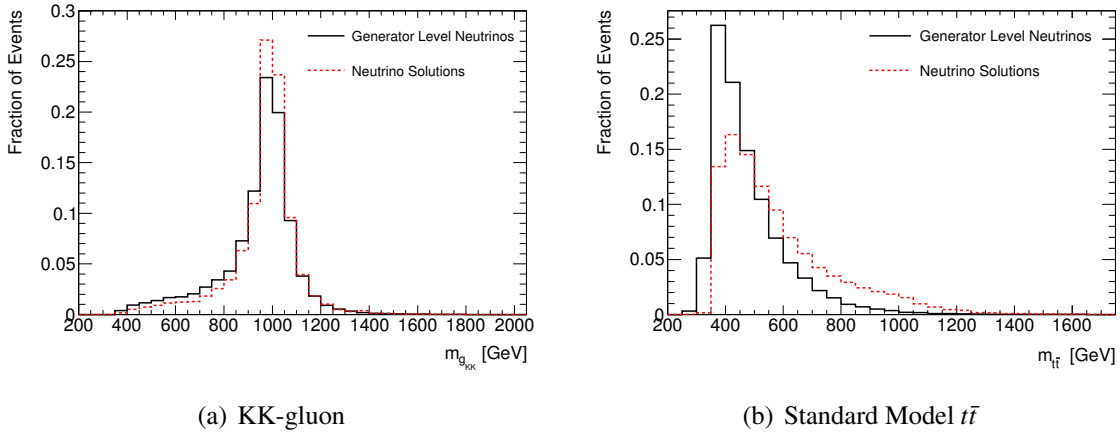 Fraction of Events
0.3
0.25
0.2
0.15
0.1
0.05
0
Generator Level Neutrinos
Neutrino Solutions
200 400 600 800 1000 1200 1400 1600 1800 2000
m_{g_{KK}} [GeV]
(a) KK-gluon
Fraction of Events
0.25
0.2
0.15
0.1
0.05
0
Generator Level Neutrinos
Neutrino Solutions
200 400 600 800 1000 1200 1400 1600
m_{t\bar{t}} [GeV]
(b) Standard Model t\bar{t}